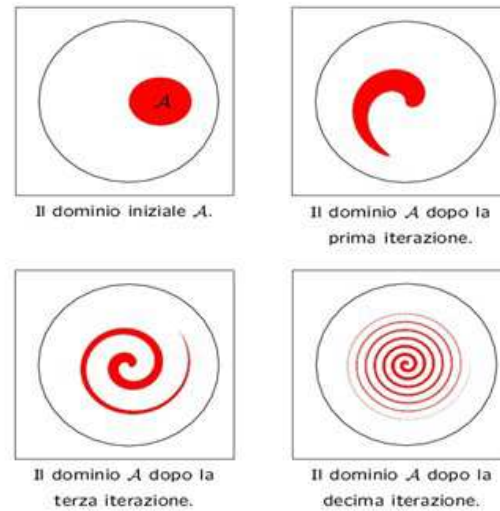 𝒜
Il dominio iniziale 𝒜.
Il dominio 𝒜 dopo la
prima iterazione.
Il dominio 𝒜 dopo la
terza iterazione.
Il dominio 𝒜 dopo la
decima iterazione.